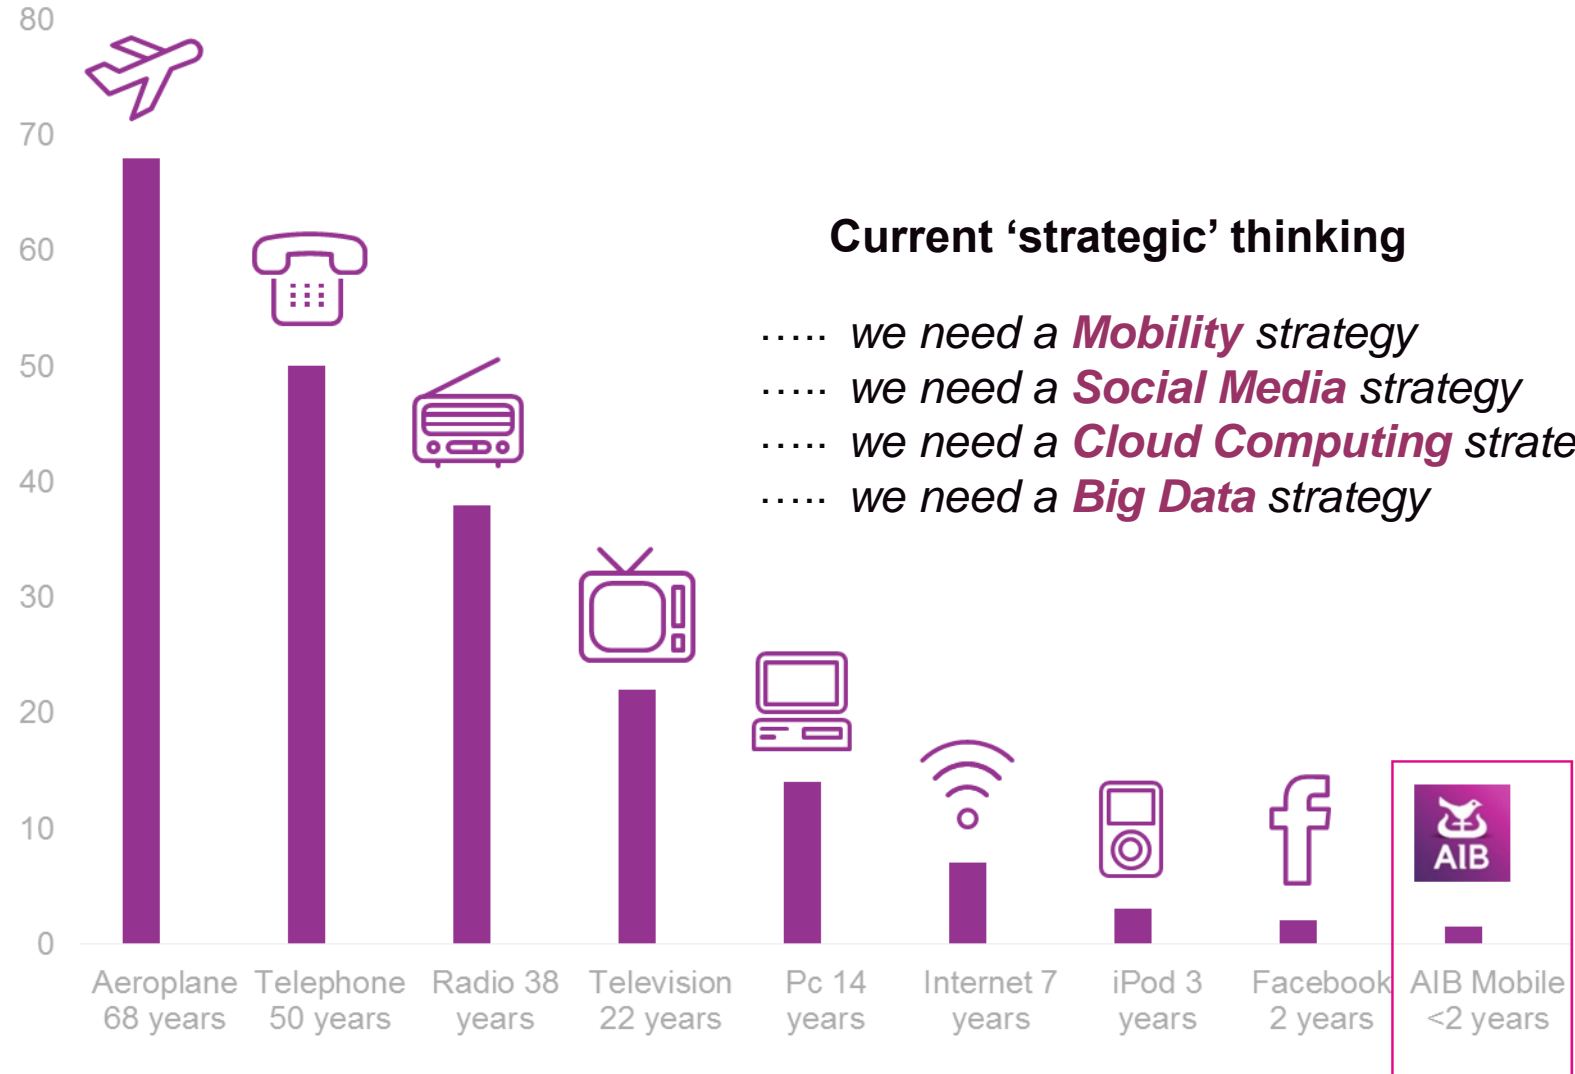 80
70
60
50
40
30
20
10
0
Current ‘strategic’ thinking
..... we need a Mobility strategy
..... we need a Social Media strategy
..... we need a Cloud Computing strate
..... we need a Big Data strategy
AIB
Aeroplane 68 years
Telephone 50 years
Radio 38 years
Television 22 years
Pc 14 years
Internet 7 years
iPod 3 years
Facebook 2 years
AIB Mobile <2 years